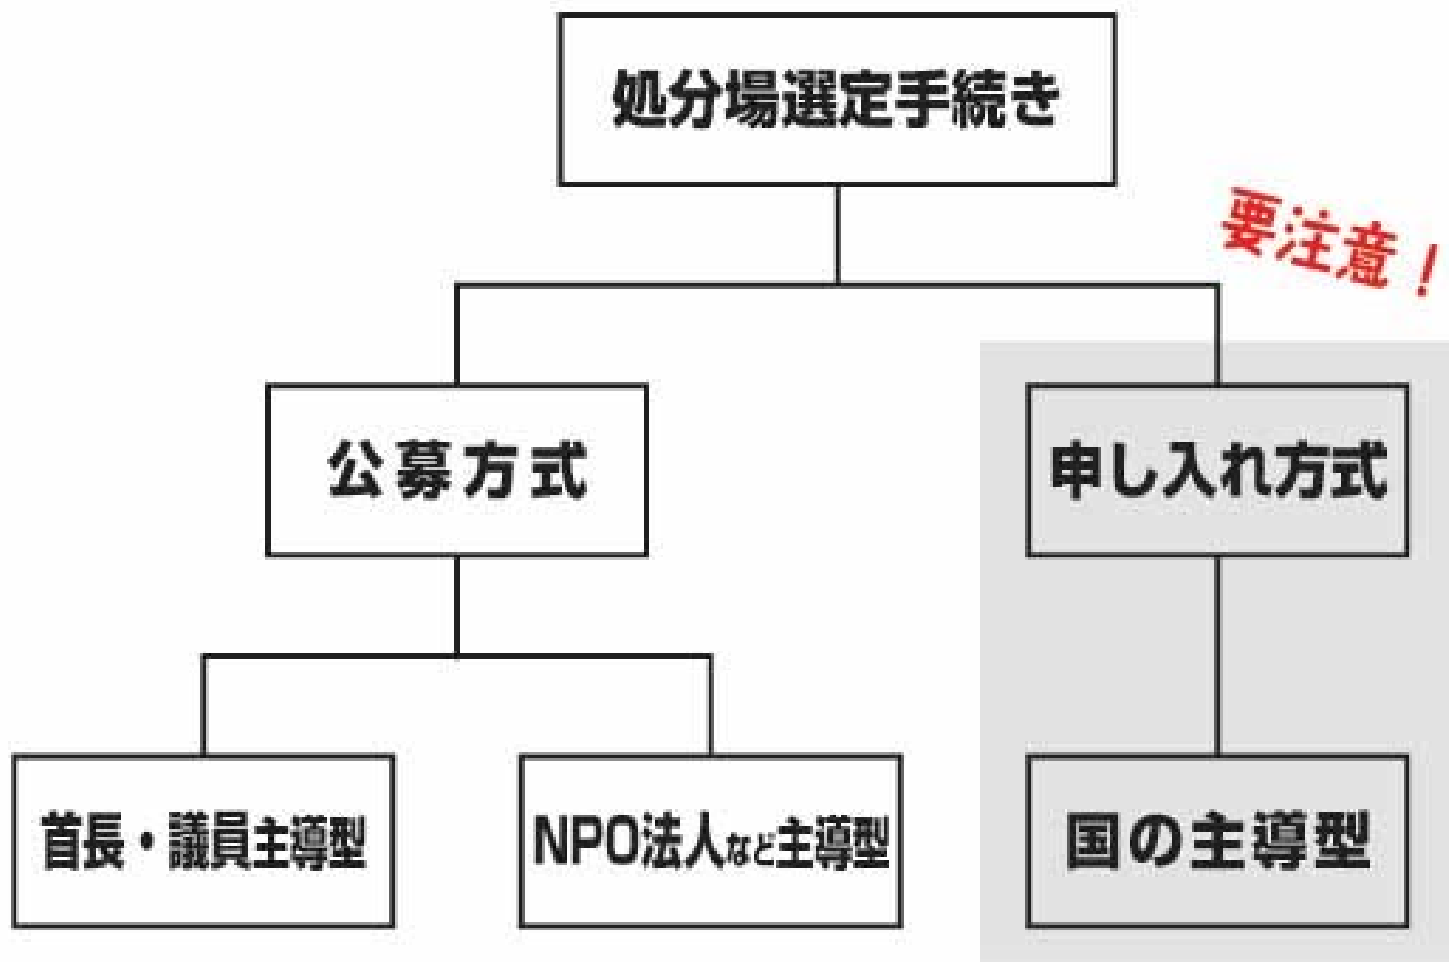 処分場選定手続き
要注意！
公募方式
申し入れ方式
首長・議員主導型
NPO法人など主導型
国の主導型